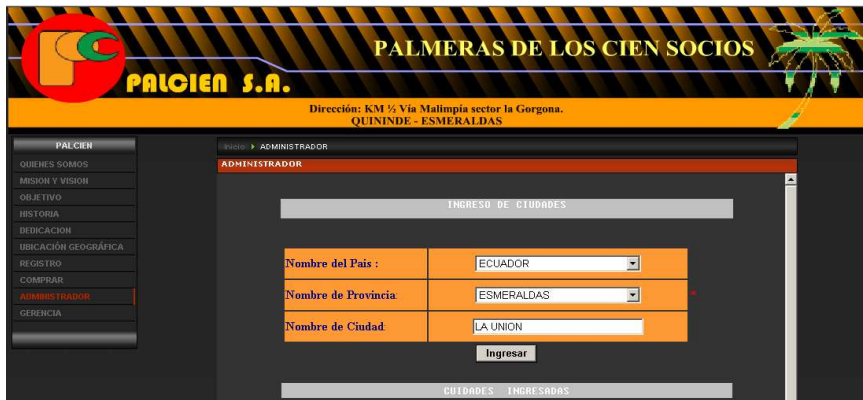 PALMERAS DE LOS CIEN SOCIOS
PALCIEN S.A.
Dirección: KM ½ Vía Malimpía sector la Gorgona.
QUININDE - ESMERALDAS
PALCIEN
QUIENES SOMOS
MISION Y VISION
OBJETIVO
HISTORIA
DEDICACION
UBICACIÓN GEOGRÁFICA
REGISTRO
COMPRAR
ADMINISTRADOR
GERENCIA
Inicio ADMINISTRADOR
ADMINISTRADOR
INGRESO DE CIUDADES
Nombre del Pais : ECUADOR
Nombre de Provincia: ESMERALDAS *
Nombre de Ciudad: LA UNION
Ingresar
CUIDADES INGRESADAS